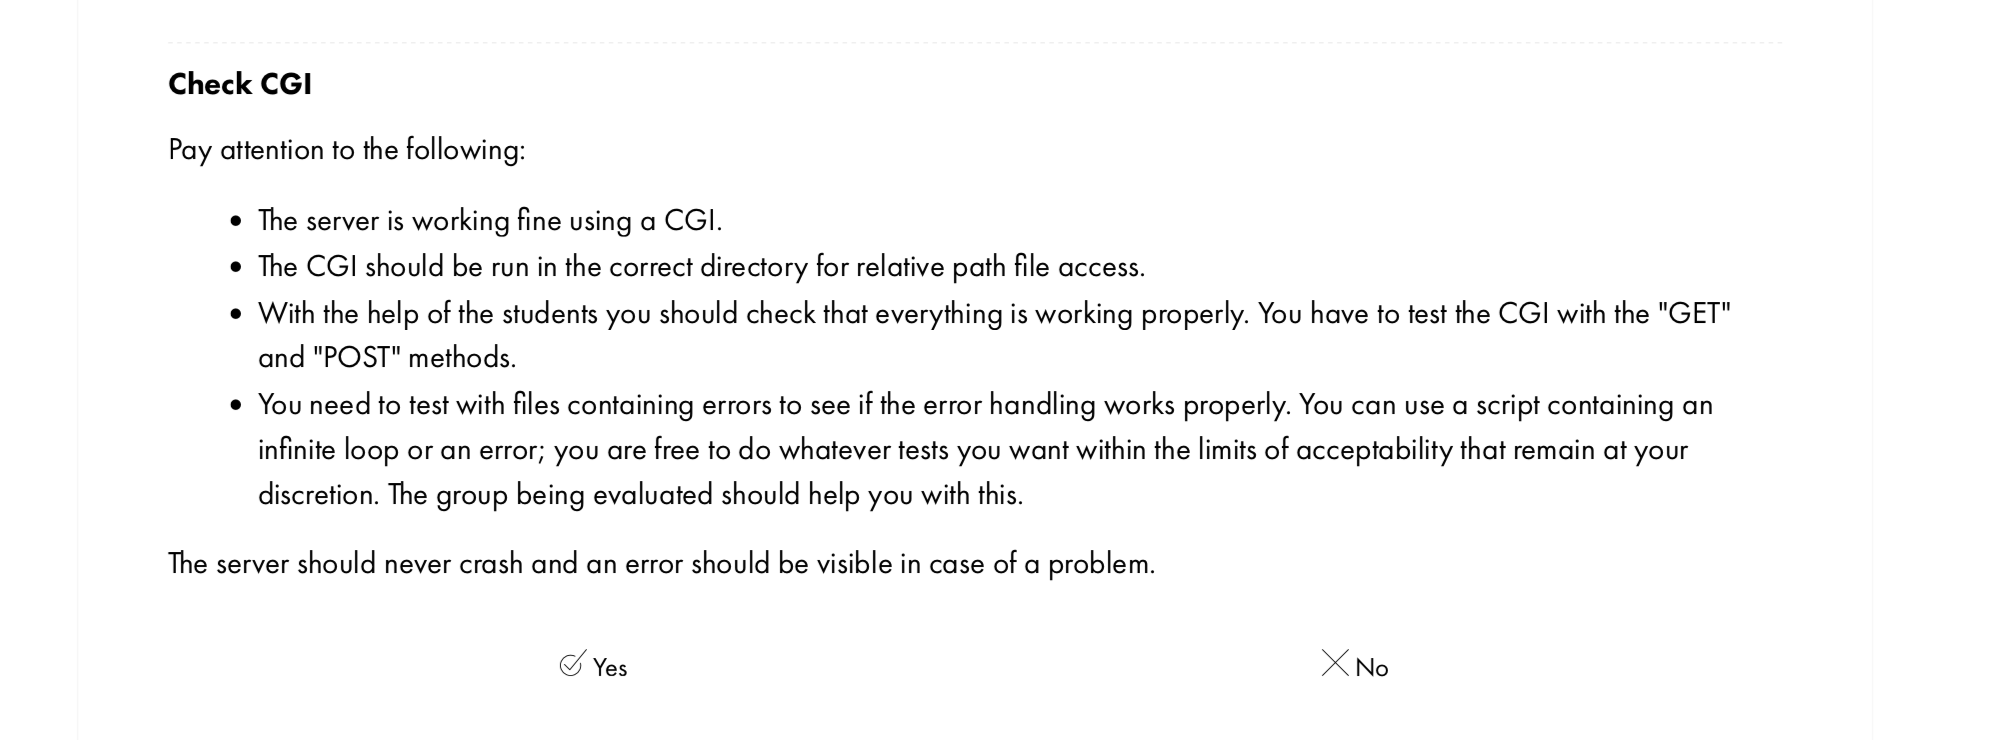 Check CGI
Pay attention to the following:
• The server is working fine using a CGI.
• The CGI should be run in the correct directory for relative path file access.
• With the help of the students you should check that everything is working properly. You have to test the CGI with the "GET"
and "POST" methods.
• You need to test with files containing errors to see if the error handling works properly. You can use a script containing an
infinite loop or an error; you are free to do whatever tests you want within the limits of acceptability that remain at your
discretion. The group being evaluated should help you with this.
The server should never crash and an error should be visible in case of a problem.
Yes No